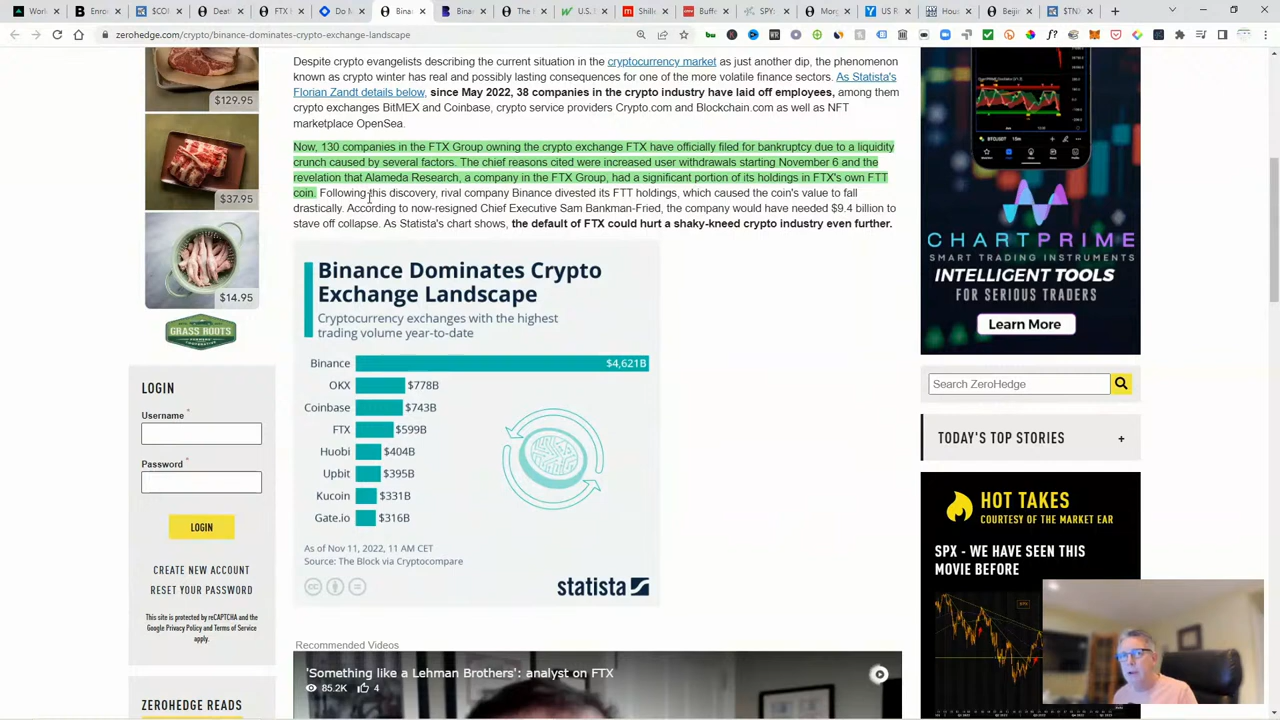 Work
Dea
FTX
Bina
Bina
The
U.S.
FTX
Buff
SPX:
Mor
US R
Hou
S&P
$TN
zerohedge.com/crypto/binance-dominates-crypto-exchange-landscape
Despite crypto evangelists describing the current situation in the cryptocurrency market as just another dip, the phenomenon
known as crypto winter has real and possibly lasting consequences for one of the more volatile finance sectors. As Statista's
Florian Zandt details below, since May 2022, 38 companies in the crypto industry have laid off employees, among them
BitMEX and Coinbase, crypto service providers Crypto.com and Blockchain.com as well as NFT
OpenSea.
130 in the FTX Group owning the crypto exchange FTX have officially filed for bankruptcy due to a liquidity
several factors. The chief reasons cited were increased user withdrawals starting November 6 and the
reveal that Alameda Research, a company in the FTX Group, had a significant portion of its holdings in FTX's own FTT
coin. Following this discovery, rival company Binance divested its FTT holdings, which caused the coin's value to fall
drastically. According to now-resigned Chief Executive Sam Bankman-Fried, the company would have needed $9.4 billion to
stave off collapse. As Statista's chart shows, the default of FTX could hurt a shaky-kneed crypto industry even further.
$129.95
$37.95
$14.95
GRASS ROOTS
LOGIN
Username *
Password *
LOGIN
CREATE NEW ACCOUNT
RESET YOUR PASSWORD
This site is protected by reCAPTCHA and the
Google Privacy Policy and Terms of Service
apply.
ZEROHEDGE READS
Binance Dominates Crypto
Exchange Landscape
Cryptocurrency exchanges with the highest
trading volume year-to-date
Binance $4,621B
OKX $778B
Coinbase $743B
FTX $599B
Huobi $404B
Upbit $395B
Kucoin $331B
Gate.io $316B
As of Nov 11, 2022, 11 AM CET
Source: The Block via Cryptocompare
statista
Recommended Videos
'Something like a Lehman Brothers': analyst on FTX
85.2K 4
CHARTPRIME
SMART TRADING INSTRUMENTS
INTELLIGENT TOOLS
FOR SERIOUS TRADERS
Learn More
Search ZeroHedge
TODAY'S TOP STORIES +
HOT TAKES
COURTESY OF THE MARKET EAR
SPX - WE HAVE SEEN THIS
MOVIE BEFORE